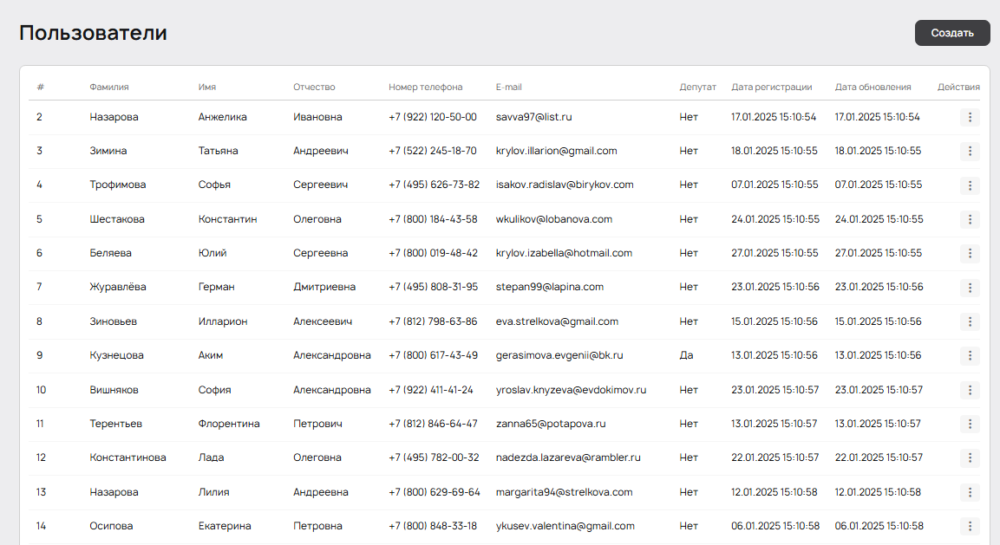 Пользователи
Создать
# Фамилия Имя Отчество Номер телефона E-mail Депутат Дата регистрации Дата обновления Действия
2 Назарова Анжелика Ивановна +7 (922) 120-50-00 savva97@list.ru Нет 17.01.2025 15:10:54 17.01.2025 15:10:54
3 Зимина Татьяна Андреевич +7 (522) 245-18-70 krylov.illarion@gmail.com Нет 18.01.2025 15:10:55 18.01.2025 15:10:55
4 Трофимова Софья Сергеевич +7 (495) 626-73-82 isakov.radislav@birykov.com Нет 07.01.2025 15:10:55 07.01.2025 15:10:55
5 Шестакова Константин Олеговна +7 (800) 184-43-58 wkulikov@lobanova.com Нет 24.01.2025 15:10:55 24.01.2025 15:10:55
6 Беляева Юлий Сергеевна +7 (800) 019-48-42 krylov.izabella@hotmail.com Нет 27.01.2025 15:10:55 27.01.2025 15:10:55
7 Журавлёва Герман Дмитриевна +7 (495) 808-31-95 stepan99@lapina.com Нет 23.01.2025 15:10:56 23.01.2025 15:10:56
8 Зиновьев Илларион Алексеевич +7 (812) 798-63-86 eva.strelkova@gmail.com Нет 15.01.2025 15:10:56 15.01.2025 15:10:56
9 Кузнецова Аким Александровна +7 (800) 617-43-49 gerasimova.evgenii@bk.ru Да 13.01.2025 15:10:56 13.01.2025 15:10:56
10 Вишняков София Александровна +7 (922) 411-41-24 yroslav.knyzeva@evdokimov.ru Нет 23.01.2025 15:10:57 23.01.2025 15:10:57
11 Терентьев Флорентина Петрович +7 (812) 846-64-47 zanna65@potapova.ru Нет 13.01.2025 15:10:57 13.01.2025 15:10:57
12 Константинова Лада Олеговна +7 (495) 782-00-32 nadezda.lazareva@rambler.ru Нет 22.01.2025 15:10:57 22.01.2025 15:10:57
13 Назарова Лилия Андреевна +7 (800) 629-69-64 margarita94@strelkova.com Нет 12.01.2025 15:10:58 12.01.2025 15:10:58
14 Осипова Екатерина Петровна +7 (800) 848-33-18 ykusev.valentina@gmail.com Нет 06.01.2025 15:10:58 06.01.2025 15:10:58